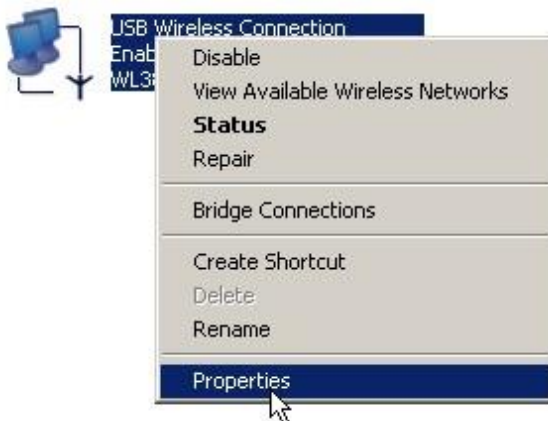 USB Wireless Connection
Disable
View Available Wireless Networks
Status
Repair
Bridge Connections
Create Shortcut
Delete
Rename
Properties